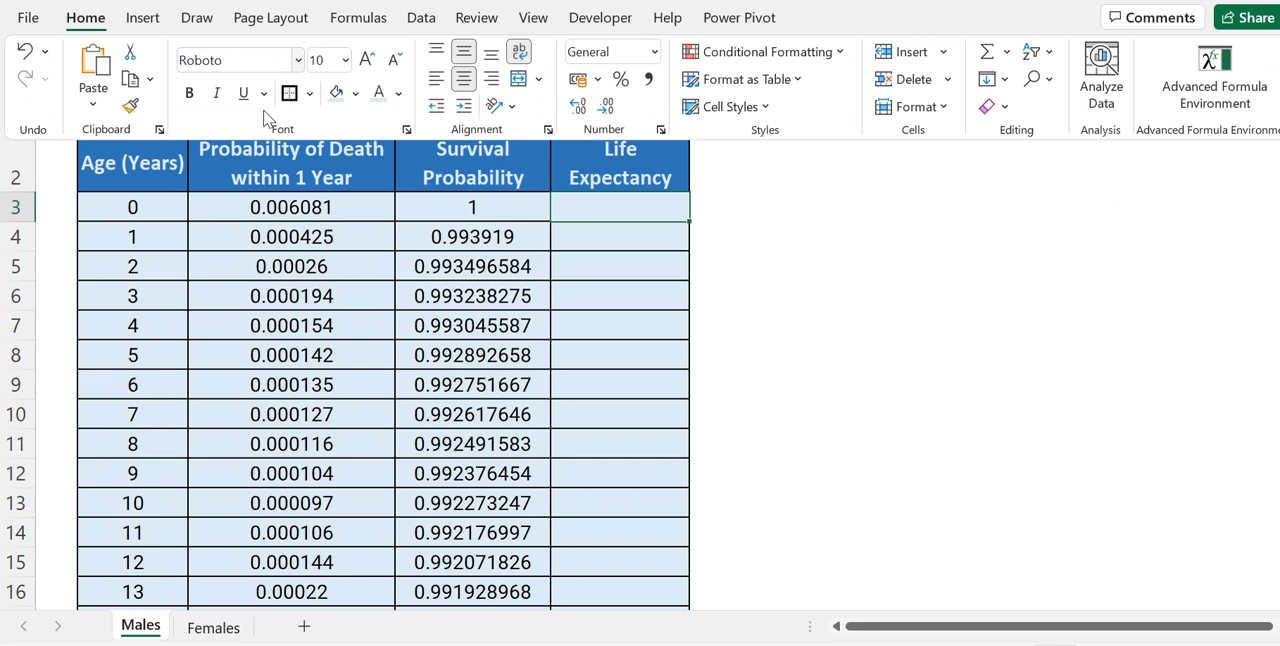 File Home Insert Draw Page Layout Formulas Data Review View Developer Help Power Pivot Comments Share
Roboto 10 General Conditional Formatting Insert
Paste B I U % Format as Table Delete Analyze Data Advanced Formula Environment
Cell Styles Format
Undo Clipboard Font Alignment Number Styles Cells Editing Analysis Advanced Formula Environme
2 Age (Years) Probability of Death within 1 Year Survival Probability Life Expectancy
3 0 0.006081 1
4 1 0.000425 0.993919
5 2 0.00026 0.993496584
6 3 0.000194 0.993238275
7 4 0.000154 0.993045587
8 5 0.000142 0.992892658
9 6 0.000135 0.992751667
10 7 0.000127 0.992617646
11 8 0.000116 0.992491583
12 9 0.000104 0.992376454
13 10 0.000097 0.992273247
14 11 0.000106 0.992176997
15 12 0.000144 0.992071826
16 13 0.00022 0.991928968
Males Females